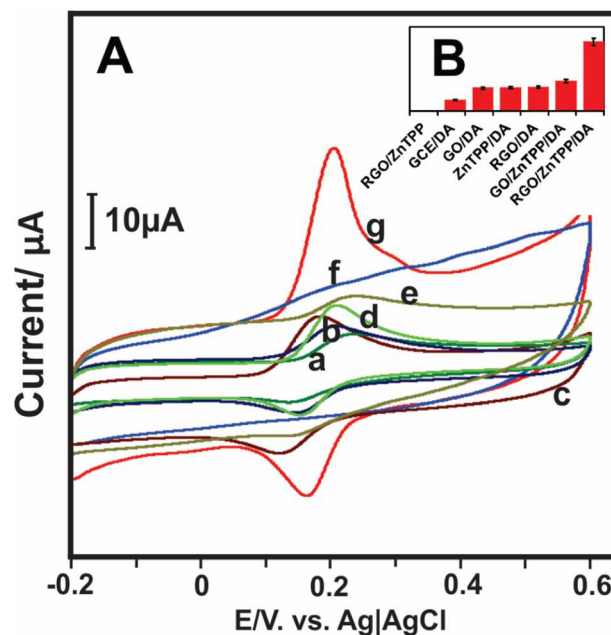 A
B
RGO/ZnTPP
GCE/DA
GO/DA
ZnTPP/DA
RGO/DA
GO/ZnTPP/DA
RGO/ZnTPP/DA
10µA
g
f
e
d
b
a
c
Current/ µA
-0.2 0 0.2 0.4 0.6
E/V. vs. Ag|AgCl